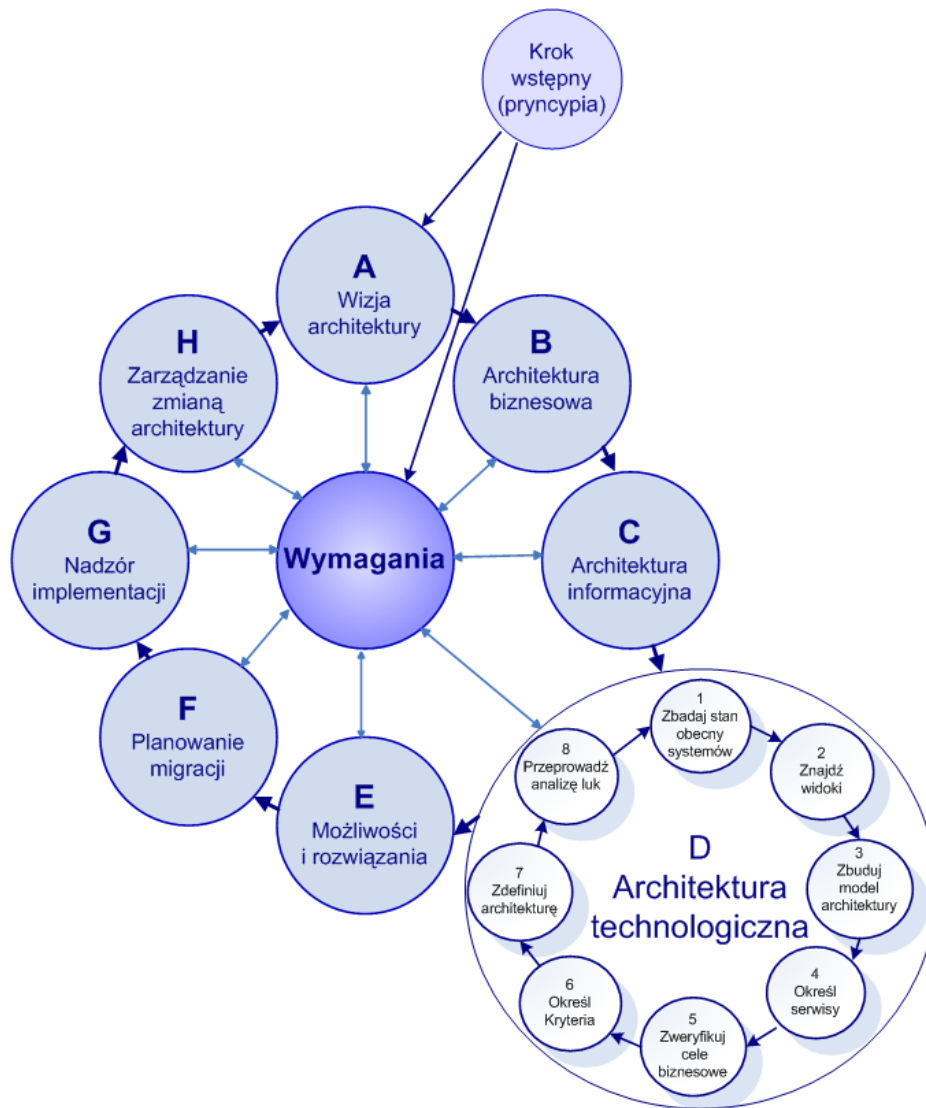 Krok
wstępny
(pryncypia)
A
Wizja
architektury
B
Architektura
biznesowa
C
Architektura
informacyjna
D
Architektura
technologiczna
1
Zbadaj stan
obecny
systemów
2
Znajdź
widoki
3
Zbuduj
model
architektury
4
Określ
serwisy
5
Zweryfikuj
cele
biznesowe
6
Określ
Kryteria
7
Zdefiniuj
architekturę
8
Przeprowadź
analizę luk
E
Możliwości
i rozwiązania
F
Planowanie
migracji
G
Nadzór
implementacji
H
Zarządzanie
zmianą
architektury
Wymagania